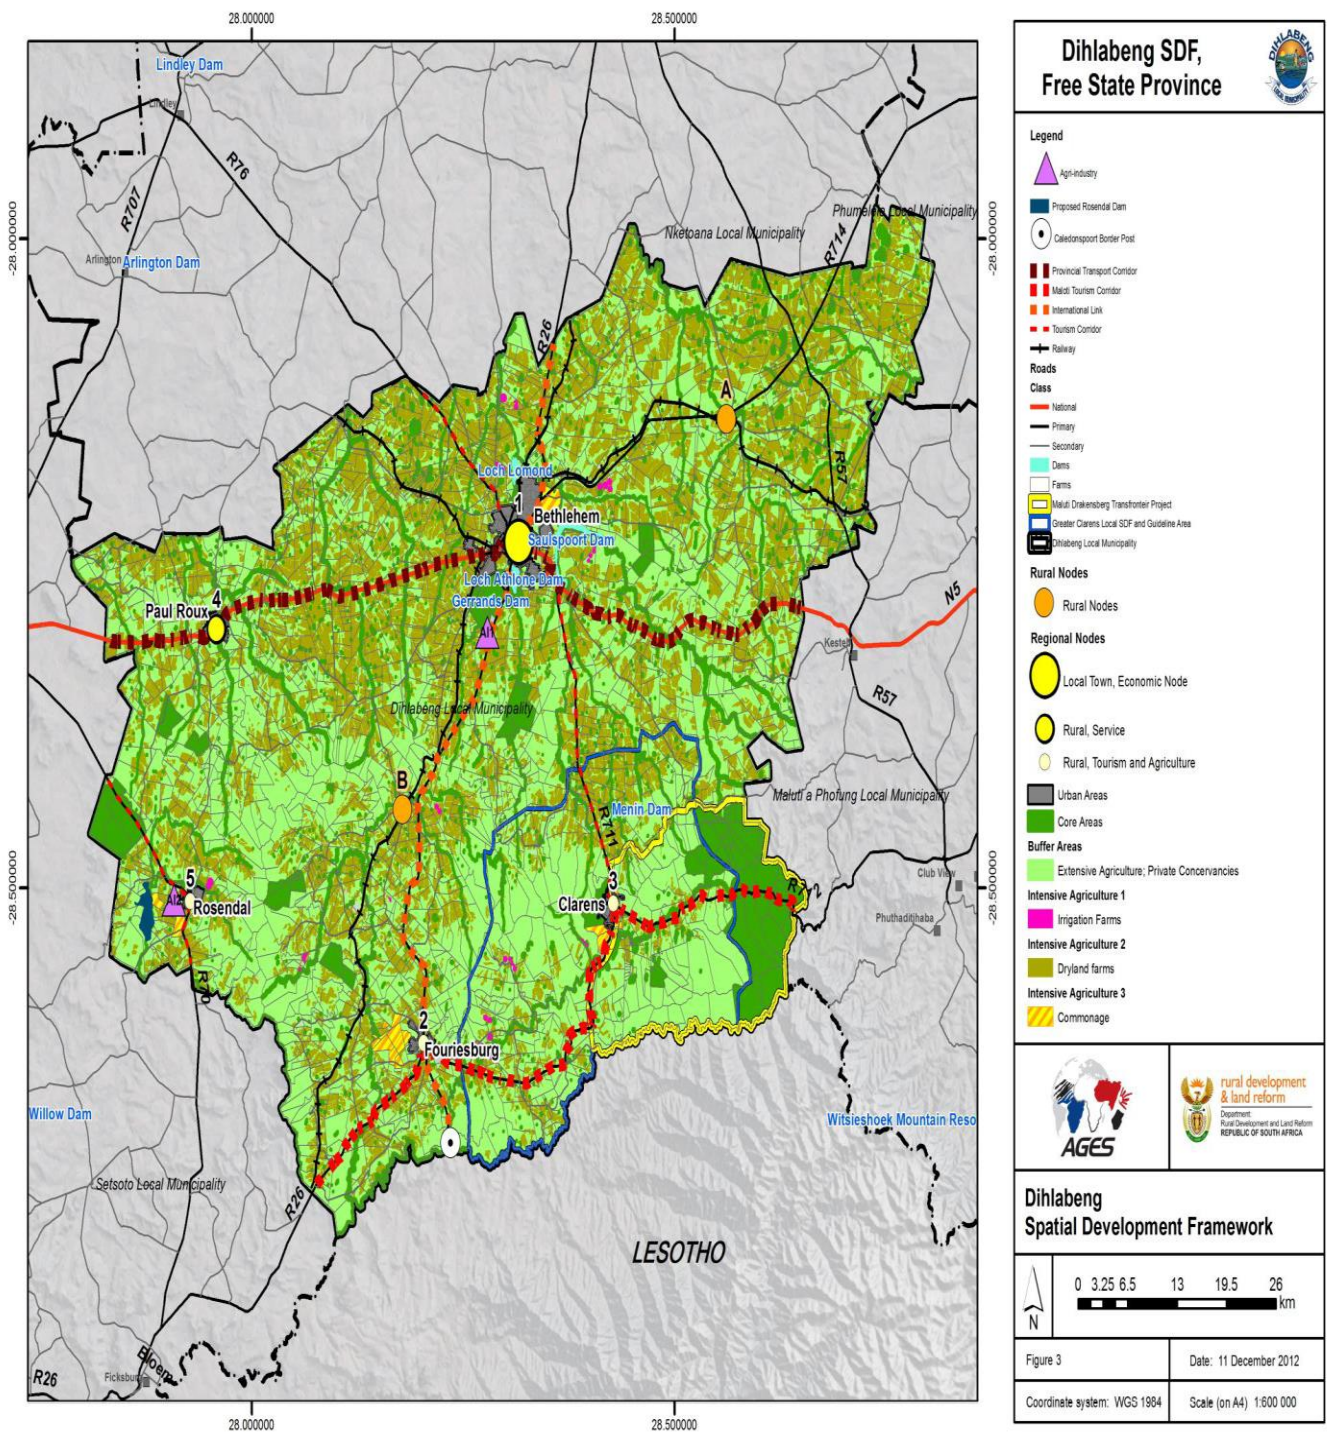 28.000000
28.500000
-28.000000
-28.500000
-28.000000
-28.500000
28.000000
28.500000
Lindley Dam
Lindley
R76
R707
Arlington
Arlington Dam
Phumelela Local Municipality
Nketoana Local Municipality
R714
R26
A
R57
Loch Lomond
1
Bethlehem
Saulspoort Dam
Loch Athlone Dam
Gerrands Dam
AI1
4
Paul Roux
N5
Kestell
R57
Dihlabeng Local Municipality
B
Menin Dam
Maluti a Phofung Local Municipality
R711
Club View
Phuthaditjhaba
5
AI2
Rosendal
3
Clarens
R70
2
Fouriesburg
Willow Dam
Witsieshoek Mountain Reso
Setsoto Local Municipality
R26
LESOTHO
Bloem
R26
Ficksburg
Dihlabeng SDF,
Free State Province
DIHLABENG
LOCAL MUNICIPALITY
Legend
Agri-industry
Proposed Rosendal Dam
Caledonspoort Border Post
Provincial Transport Corridor
Maloti Tourism Corridor
International Link
Tourism Corridor
Railway
Roads
Class
National
Primary
Secondary
Dams
Farms
Maluti Drakensberg Transfronteir Project
Greater Clarens Local SDF and Guideline Area
Dihlabeng Local Municipality
Rural Nodes
Rural Nodes
Regional Nodes
Local Town, Economic Node
Rural, Service
Rural, Tourism and Agriculture
Urban Areas
Core Areas
Buffer Areas
Extensive Agriculture; Private Concervancies
Intensive Agriculture 1
Irrigation Farms
Intensive Agriculture 2
Dryland farms
Intensive Agriculture 3
Commonage
AGES
rural development
& land reform
Department:
Rural Development and Land Reform
REPUBLIC OF SOUTH AFRICA
Dihlabeng
Spatial Development Framework
N
0 3.25 6.5 13 19.5 26
km
Figure 3
Date: 11 December 2012
Coordinate system: WGS 1984
Scale (on A4) 1:600 000